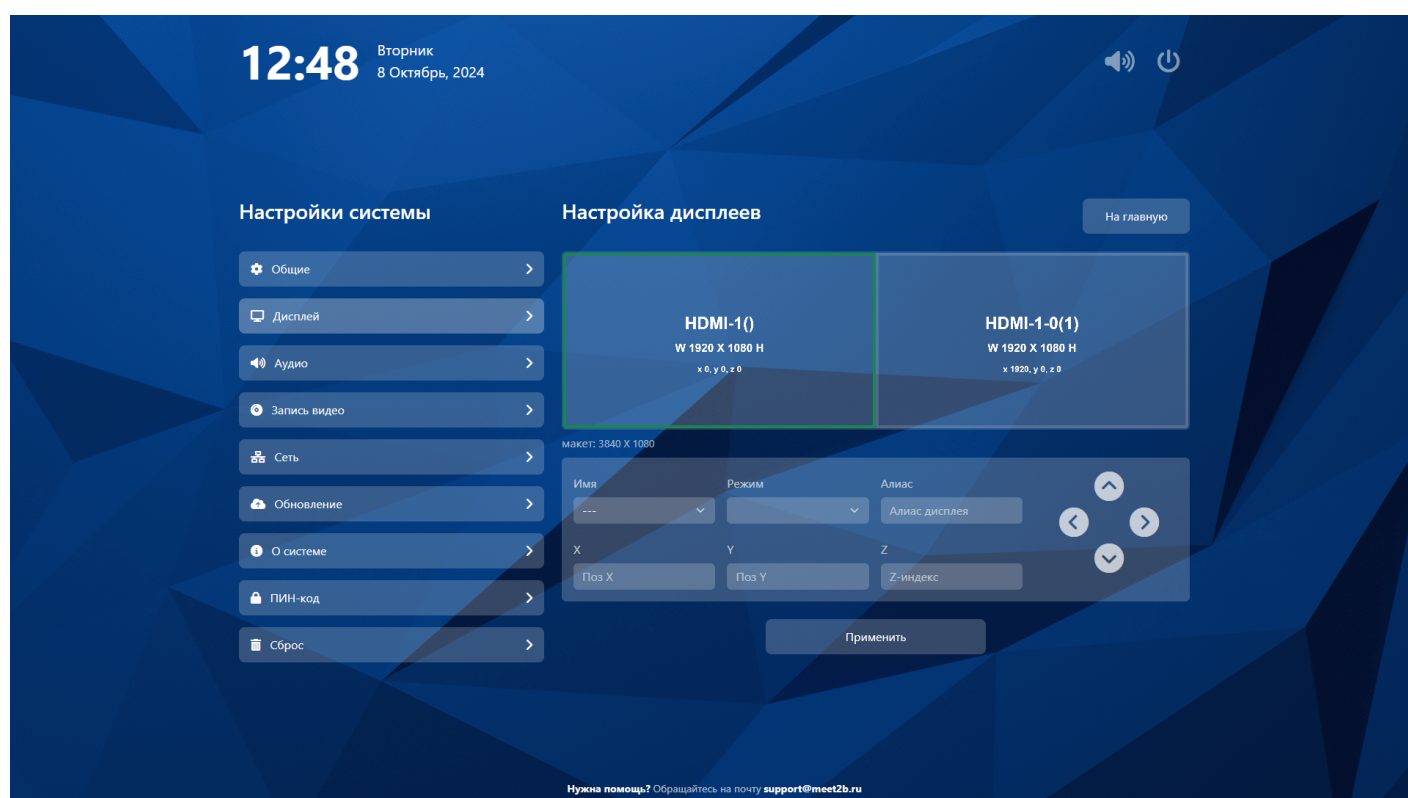 12:48
Вторник
8 Октябрь, 2024
Настройки системы
Общие
Дисплей
Аудио
Запись видео
Сеть
Обновление
О системе
ПИН-код
Сброс
Настройка дисплеев
На главную
HDMI-1()
W 1920 X 1080 H
x 0, y 0, z 0
HDMI-1-0(1)
W 1920 X 1080 H
x 1920, y 0, z 0
макет: 3840 X 1080
Имя
Режим
Алиас
---
Алиас дисплея
X
Y
Z
Поз X
Поз Y
Z-индекс
Применить
Нужна помощь? Обращайтесь на почту support@meet2b.ru